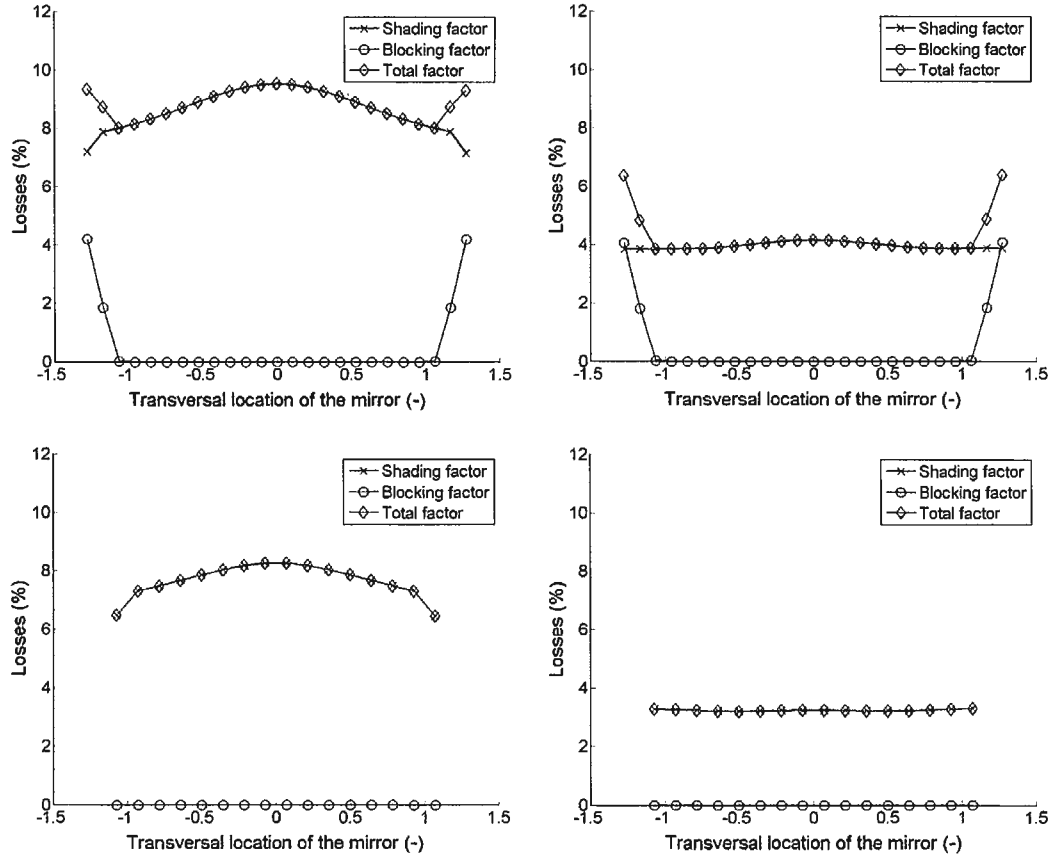 12
10
8
6
4
2
0
Losses (%)
Shading factor
Blocking factor
Total factor
-1.5
-1
-0.5
0
0.5
1
1.5
Transversal location of the mirror (-)
12
10
8
6
4
2
0
Losses (%)
Shading factor
Blocking factor
Total factor
-1.5
-1
-0.5
0
0.5
1
1.5
Transversal location of the mirror (-)
12
10
8
6
4
2
0
Losses (%)
Shading factor
Blocking factor
Total factor
-1.5
-1
-0.5
0
0.5
1
1.5
Transversal location of the mirror (-)
12
10
8
6
4
2
0
Losses (%)
Shading factor
Blocking factor
Total factor
-1.5
-1
-0.5
0
0.5
1
1.5
Transversal location of the mirror (-)